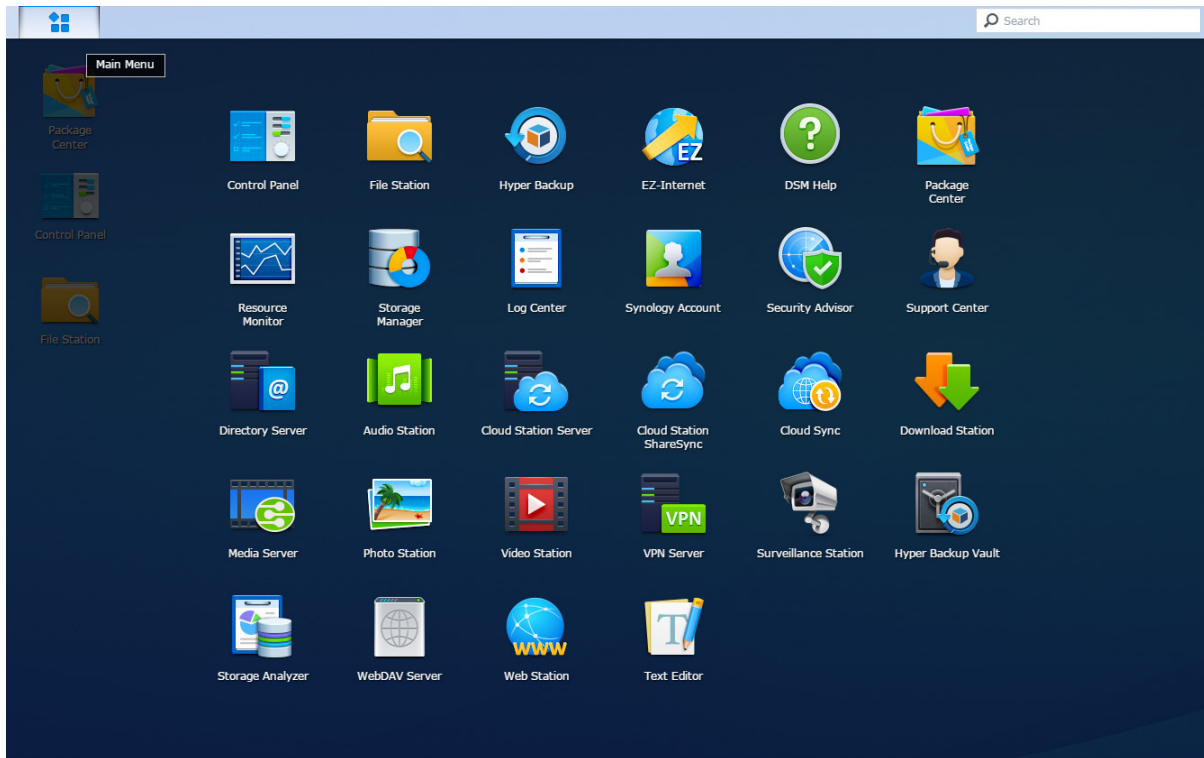 Search
Main Menu
Package
Center
Control Panel
File Station
Control Panel
File Station
Hyper Backup
EZ
EZ-Internet
?
DSM Help
Package
Center
Resource
Monitor
Storage
Manager
Log Center
Synology Account
Security Advisor
Support Center
@
Directory Server
Audio Station
Cloud Station Server
Cloud Station
ShareSync
Cloud Sync
Download Station
Media Server
Photo Station
Video Station
VPN
VPN Server
Surveillance Station
Hyper Backup Vault
Storage Analyzer
WebDAV Server
WWW
Web Station
T
Text Editor